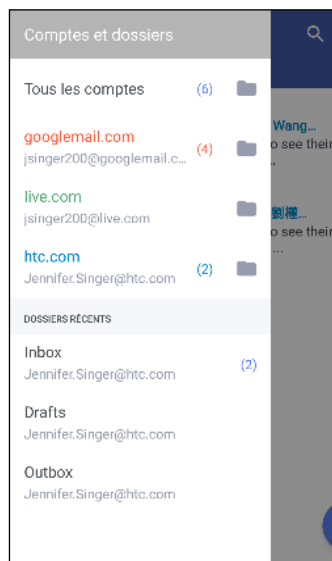 Comptes et dossiers
Tous les comptes (6)
googlemail.com
jsinger200@googlemail.c... (4)
live.com
jsinger200@live.com
htc.com
Jennifer.Singer@htc.com (2)
DOSSIERS RÉCENTS
Inbox
Jennifer.Singer@htc.com (2)
Drafts
Jennifer.Singer@htc.com
Outbox
Jennifer.Singer@htc.com
Wang...
o see their
..
劉權...
o see their
...